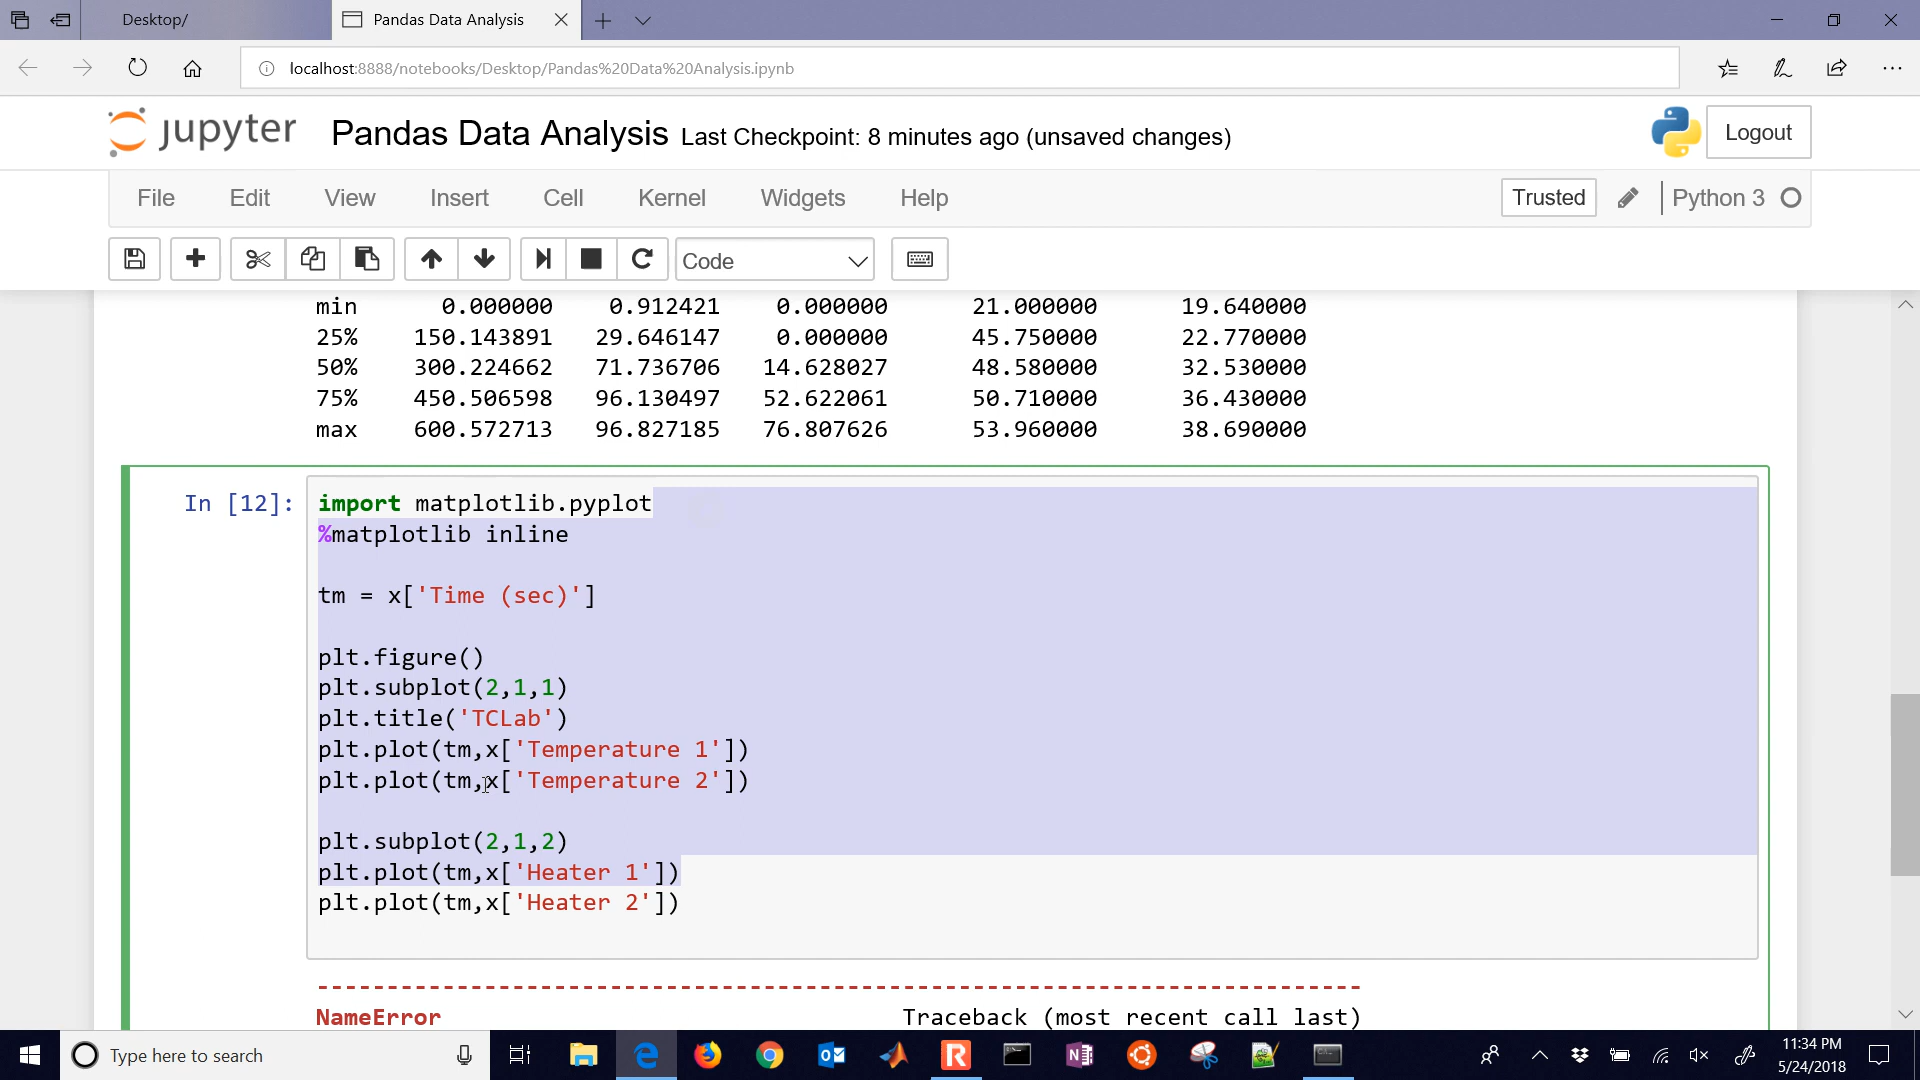 Desktop/
Pandas Data Analysis
localhost:8888/notebooks/Desktop/Pandas%20Data%20Analysis.ipynb
jupyter Pandas Data Analysis Last Checkpoint: 8 minutes ago (unsaved changes) Logout
File Edit View Insert Cell Kernel Widgets Help Trusted Python 3
Code
min 0.000000 0.912421 0.000000 21.000000 19.640000
25% 150.143891 29.646147 0.000000 45.750000 22.770000
50% 300.224662 71.736706 14.628027 48.580000 32.530000
75% 450.506598 96.130497 52.622061 50.710000 36.430000
max 600.572713 96.827185 76.807626 53.960000 38.690000
In [12]: import matplotlib.pyplot
%matplotlib inline
tm = x['Time (sec)']
plt.figure()
plt.subplot(2,1,1)
plt.title('TCLab')
plt.plot(tm,x['Temperature 1'])
plt.plot(tm,x['Temperature 2'])
plt.subplot(2,1,2)
plt.plot(tm,x['Heater 1'])
plt.plot(tm,x['Heater 2'])
---------------------------------------------------------------------------
NameError Traceback (most recent call last)
Type here to search
11:34 PM
5/24/2018